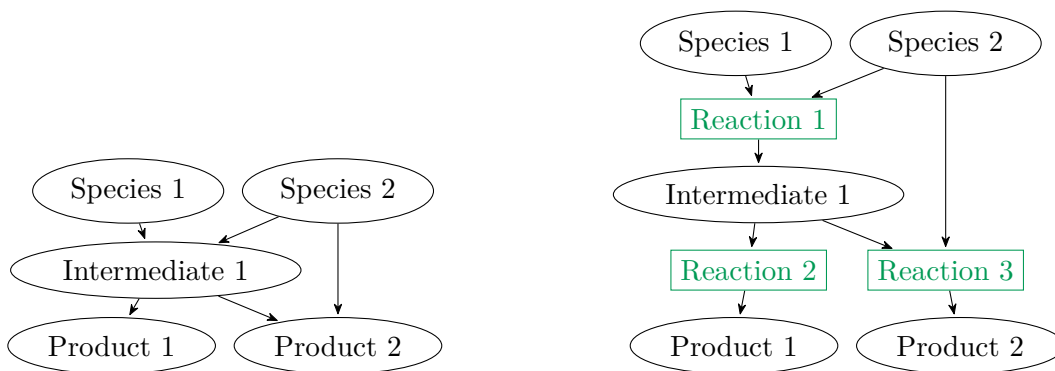 Species 1
Species 2
Intermediate 1
Product 1
Product 2
Species 1
Species 2
Reaction 1
Intermediate 1
Reaction 2
Reaction 3
Product 1
Product 2